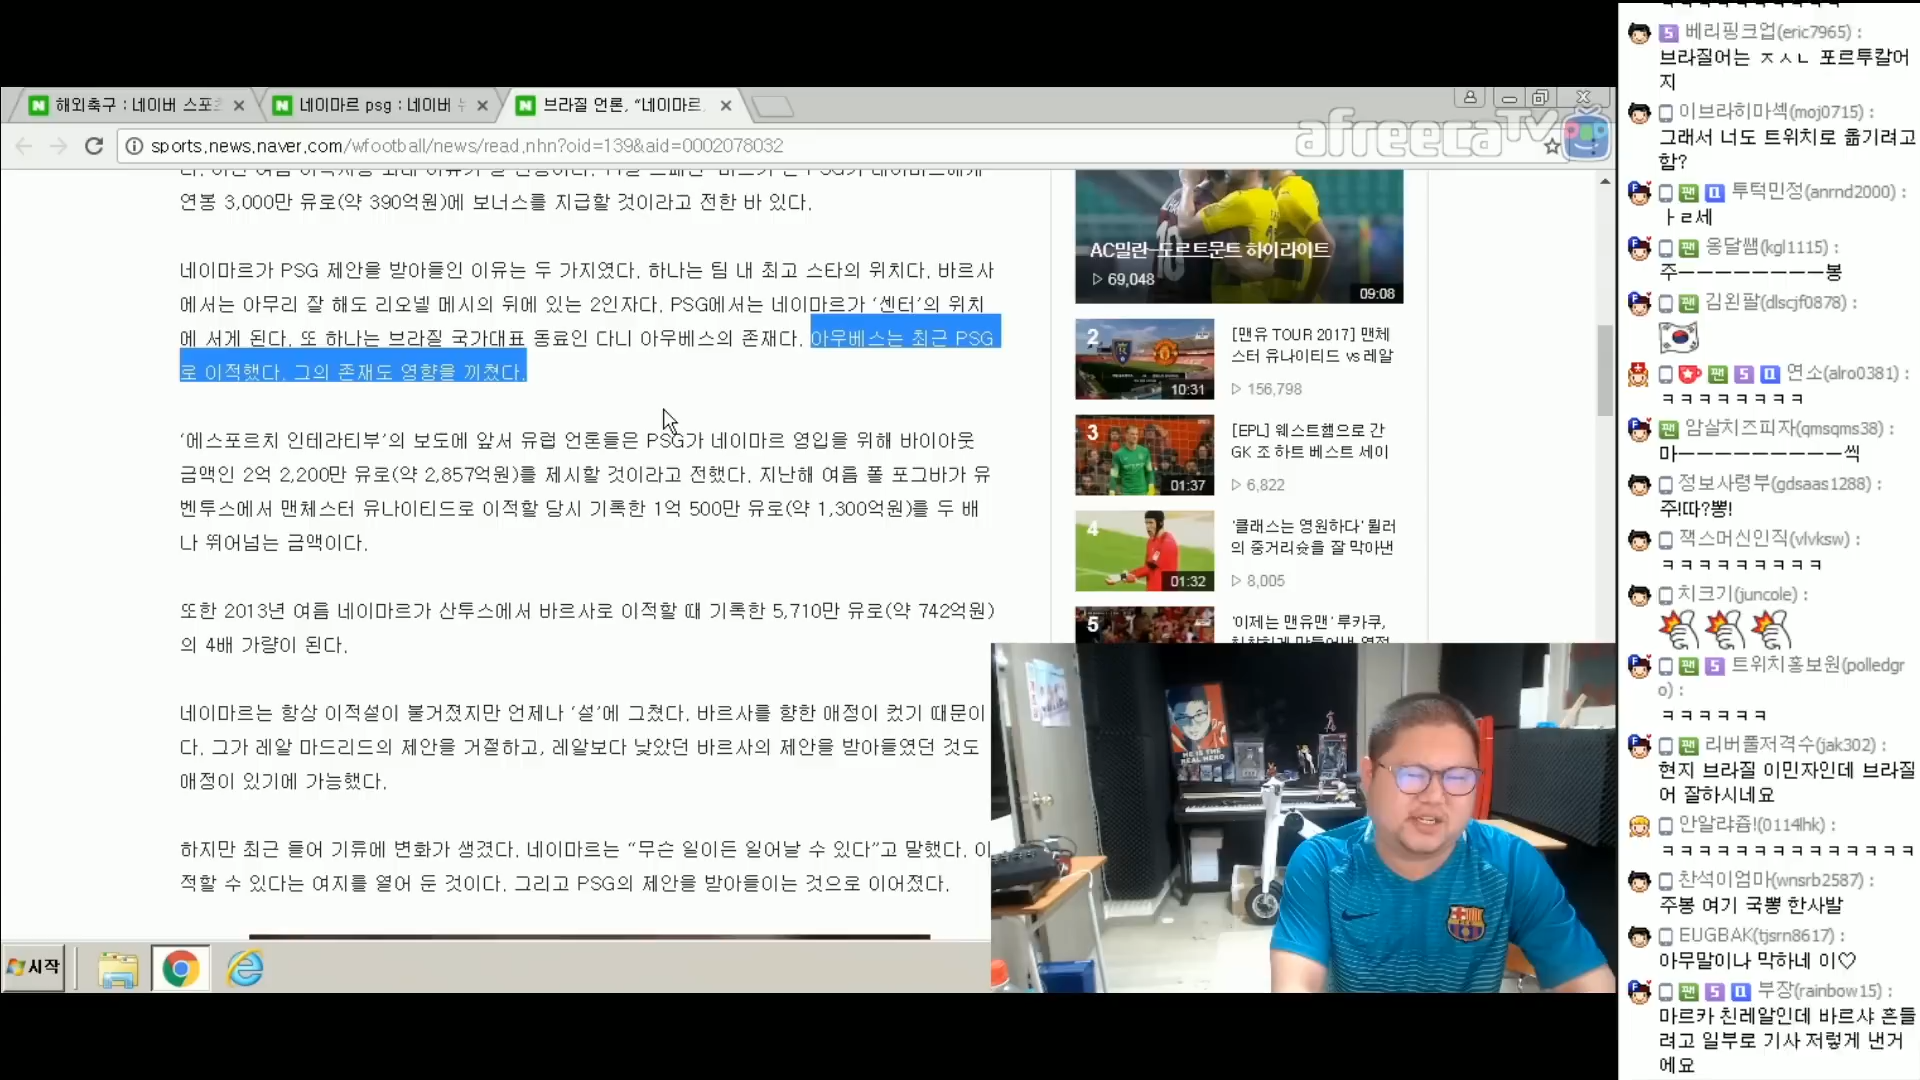 해외축구 : 네이버 스포츠
네이마르 psg : 네이버 뉴
브라질 언론, “네이마르,
sports.news.naver.com/wfootball/news/read.nhn?oid=139&aid=0002078032
afreecaTV
연봉 3,000만 유로(약 390억원)에 보너스를 지급할 것이라고 전한 바 있다.
네이마르가 PSG 제안을 받아들인 이유는 두 가지였다. 하나는 팀 내 최고 스타의 위치다. 바르사
에서는 아무리 잘 해도 리오넬 메시의 뒤에 있는 2인자다. PSG에서는 네이마르가 ‘센터’의 위치
에 서게 된다. 또 하나는 브라질 국가대표 동료인 다니 아우베스의 존재다. 아우베스는 최근 PSG
로 이적했다. 그의 존재도 영향을 끼쳤다.
‘에스포르치 인테라티부’의 보도에 앞서 유럽 언론들은 PSG가 네이마르 영입을 위해 바이아웃
금액인 2억 2,200만 유로(약 2,857억원)를 제시할 것이라고 전했다. 지난해 여름 폴 포그바가 유
벤투스에서 맨체스터 유나이티드로 이적할 당시 기록한 1억 500만 유로(약 1,300억원)를 두 배
나 뛰어넘는 금액이다.
또한 2013년 여름 네이마르가 산투스에서 바르사로 이적할 때 기록한 5,710만 유로(약 742억원)
의 4배 가량이 된다.
네이마르는 항상 이적설이 불거졌지만 언제나 ‘설’에 그쳤다. 바르사를 향한 애정이 컸기 때문이
다. 그가 레알 마드리드의 제안을 거절하고, 레알보다 낮았던 바르사의 제안을 받아들였던 것도
애정이 있기에 가능했다.
하지만 최근 들어 기류에 변화가 생겼다. 네이마르는 “무슨 일이든 일어날 수 있다”고 말했다. 이
적할 수 있다는 여지를 열어 둔 것이다. 그리고 PSG의 제안을 받아들이는 것으로 이어졌다.
AC밀란-도르트문트 하이라이트
69,048
09:08
2
10:31
[맨유 TOUR 2017] 맨체
스터 유나이티드 vs 레알
156,798
3
01:37
[EPL] 웨스트햄으로 간
GK 조 하트 베스트 세이
6,822
4
01:32
'클래스는 영원하다' 뮐러
의 중거리슛을 잘 막아낸
8,005
5
'이제는 맨유맨' 루카쿠,
HE IS THE
REAL HERO
시작
베리핑크업(eric7965) :
브라질어는 ㅈㅅㄴ 포르투칼어
지
이브라히마섹(moj0715) :
그래서 너도 트위치로 옮기려고
함?
팬 투턱민정(anrnd2000) :
ㅏㄹ세
팬 옹달쌤(kgl1115) :
주ㅡㅡㅡㅡㅡㅡㅡㅡ봉
팬 김왼팔(dlscjf0878) :
팬 S 연소(alro0381) :
ㅋㅋㅋㅋㅋㅋㅋㅋ
팬 암살치즈피자(qmsqms38) :
마ㅡㅡㅡㅡㅡㅡㅡㅡㅡ씩
정보사령부(gdsaas1288) :
주!따?뽕!
잭스머신인직(vlvksw) :
ㅋㅋㅋㅋㅋㅋㅋㅋㅋ
치크기(juncole) :
팬 S 트위치홍보원(polledgr
o) :
ㅋㅋㅋㅋㅋㅋ
팬 리버풀저격수(jak302) :
현지 브라질 이민자인데 브라질
어 잘하시네요
안알랴쥼!(0114lhk) :
ㅋㅋㅋㅋㅋㅋㅋㅋㅋㅋㅋㅋㅋㅋ
찬석이엄마(wnsrb2587) :
주봉 여기 국뽕 한사발
EUGBAK(tjsrn8617) :
아무말이나 막하네 이♡
팬 S 부장(rainbow15) :
마르카 친레알인데 바르샤 흔들
려고 일부로 기사 저렇게 낸거
에요